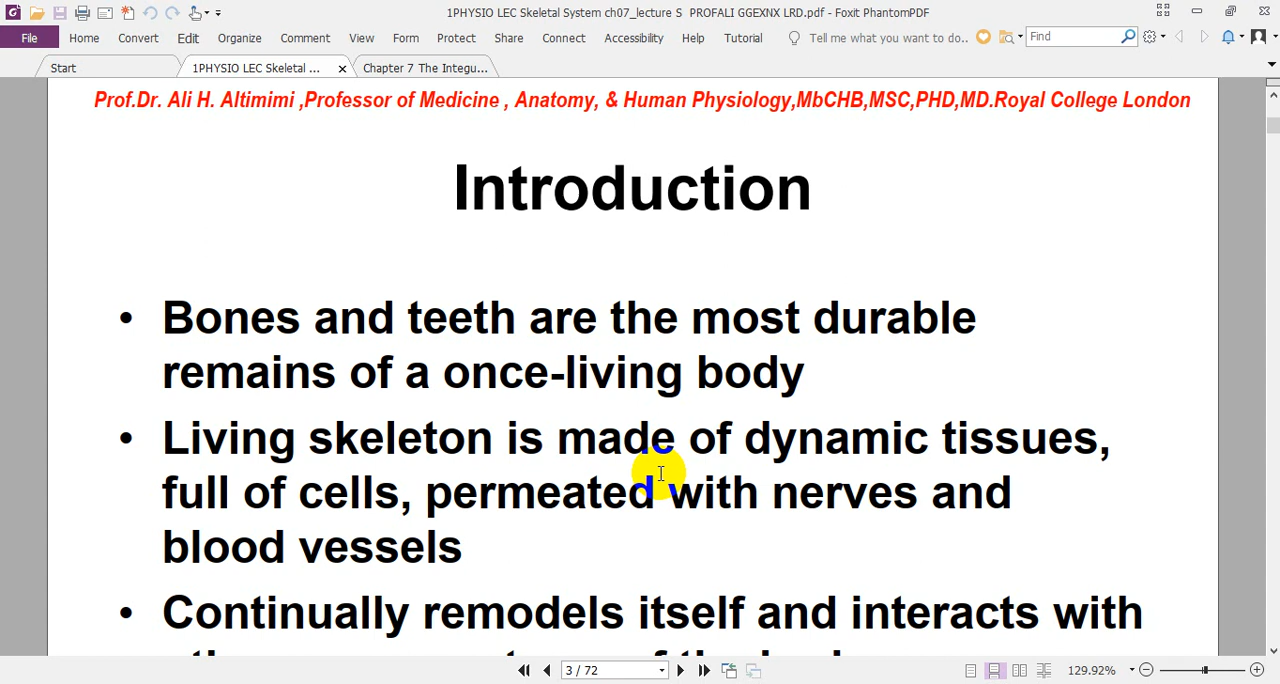 1PHYSIO LEC Skeletal System ch07_lecture S PROFALI GGEXNX LRD.pdf - Foxit PhantomPDF
File Home Convert Edit Organize Comment View Form Protect Share Connect Accessibility Help Tutorial Tell me what you want to do.. Find
Start 1PHYSIO LEC Skeletal ... Chapter 7 The Integu...
Prof.Dr. Ali H. Altimimi ,Professor of Medicine , Anatomy, & Human Physiology,MbCHB,MSC,PHD,MD.Royal College London
Introduction
• Bones and teeth are the most durable
remains of a once-living body
• Living skeleton is made of dynamic tissues,
full of cells, permeated with nerves and
blood vessels
• Continually remodels itself and interacts with
3 / 72 129.92%